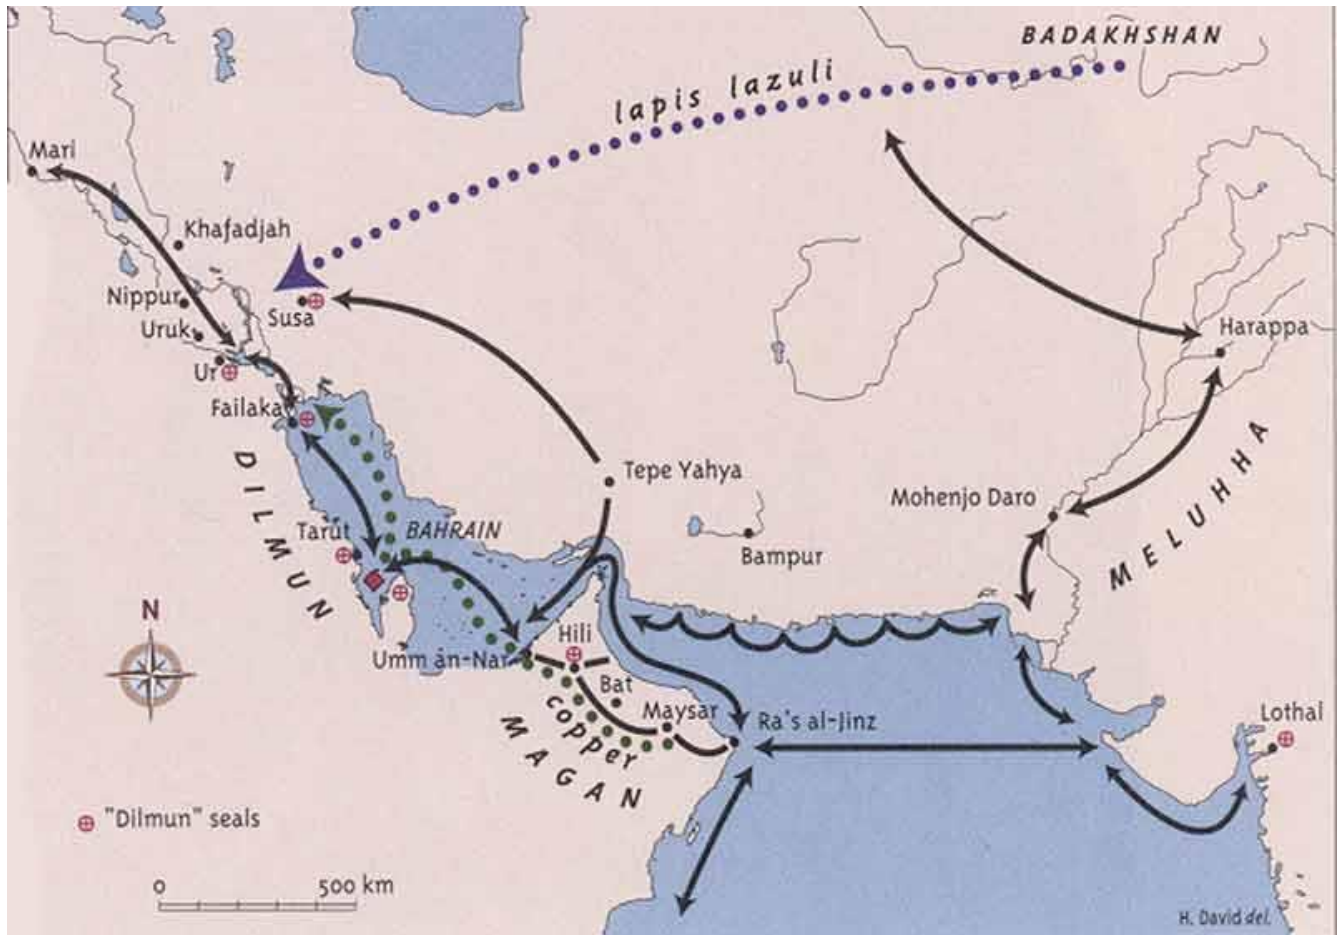 BADAKHSHAN
lapis lazuli
Mari
Khafadjah
Nippur
Susa
Uruk
Harappa
Ur
Failaka
Tepe Yahya
DILMUN
Mohenjo Daro
MELUHHA
Tarut
BAHRAIN
Bampur
N
Hili
Umm an-Nar
Bat
copper
Maysar
Ra's al-Jinz
Lothal
MAGAN
"Dilmun" seals
0 500 km
H. David del.